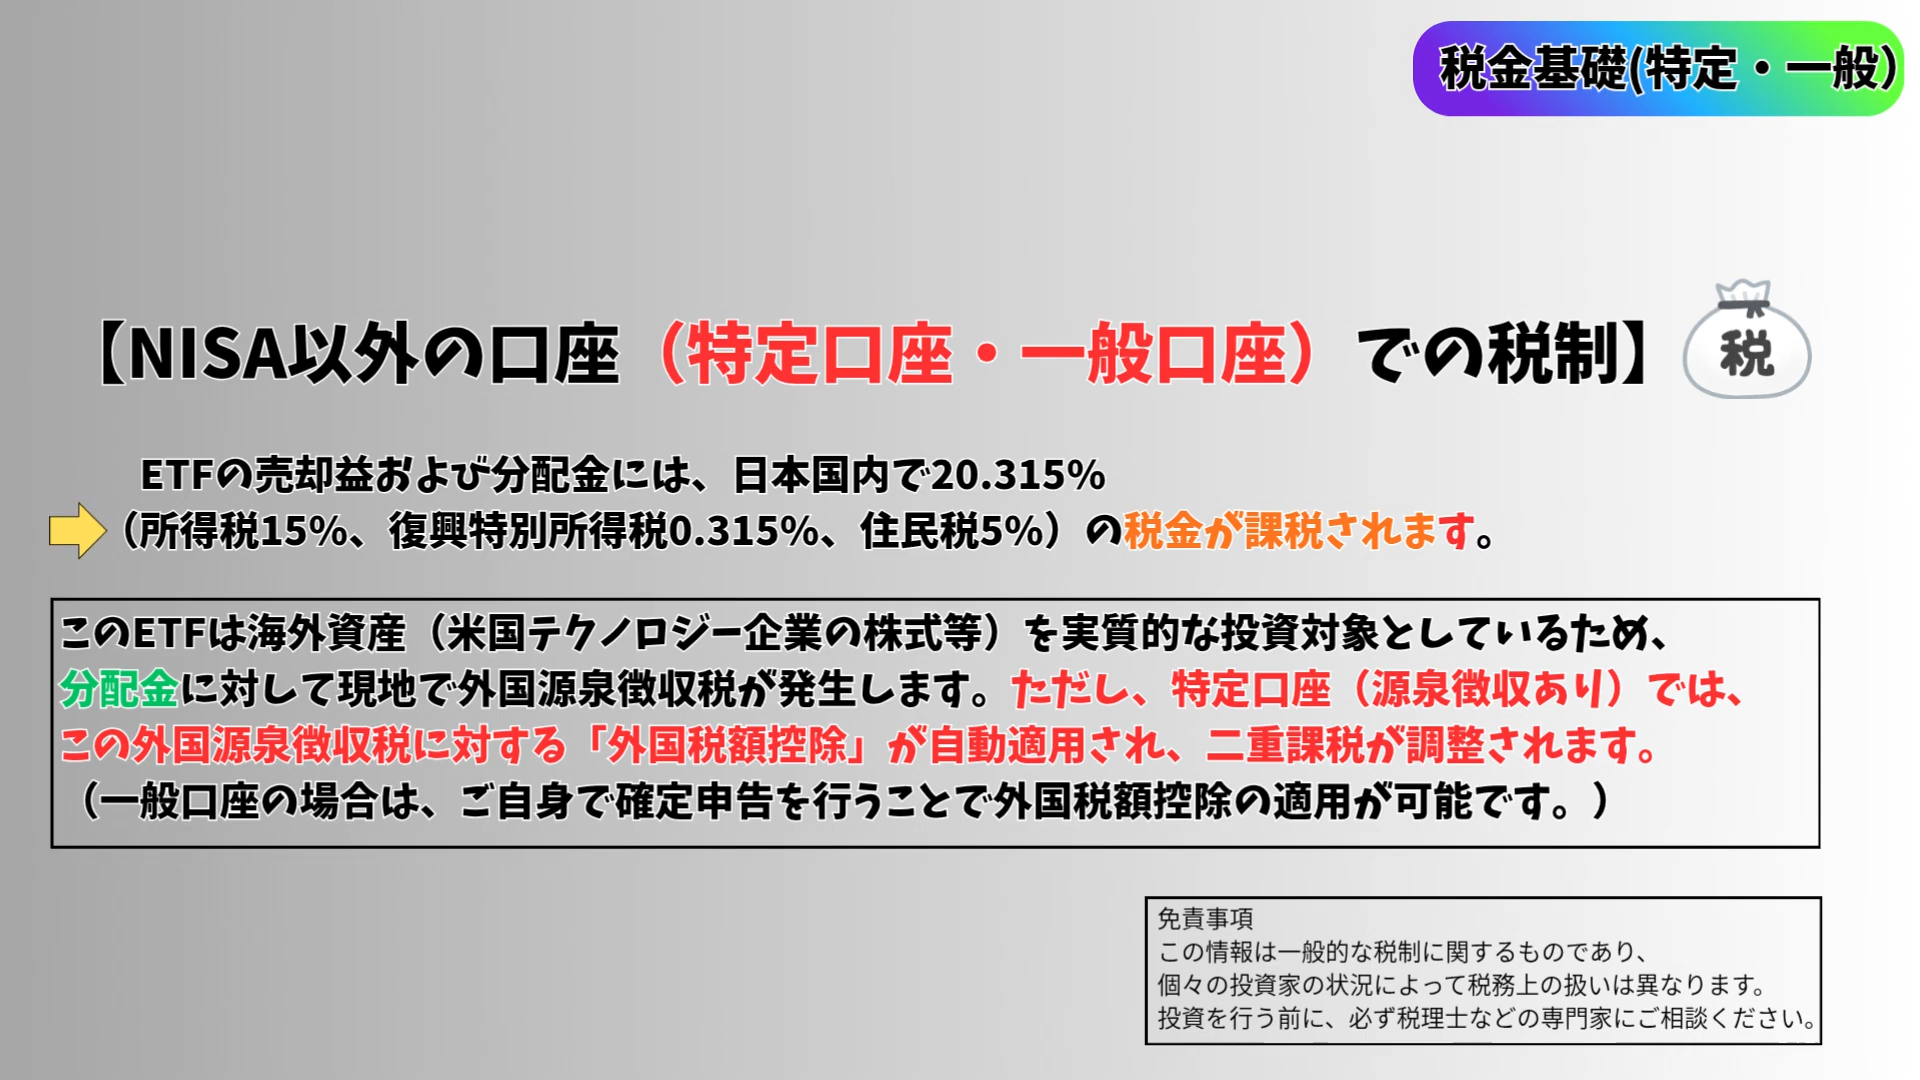 税金基礎(特定・一般)
【NISA以外の口座（特定口座・一般口座）での税制】
税
ETFの売却益および分配金には、日本国内で20.315%
（所得税15%、復興特別所得税0.315%、住民税5%）の税金が課税されます。
このETFは海外資産（米国テクノロジー企業の株式等）を実質的な投資対象としているため、
分配金に対して現地で外国源泉徴収税が発生します。ただし、特定口座（源泉徴収あり）では、
この外国源泉徴収税に対する「外国税額控除」が自動適用され、二重課税が調整されます。
（一般口座の場合は、ご自身で確定申告を行うことで外国税額控除の適用が可能です。）
免責事項
この情報は一般的な税制に関するものであり、
個々の投資家の状況によって税務上の扱いは異なります。
投資を行う前に、必ず税理士などの専門家にご相談ください。